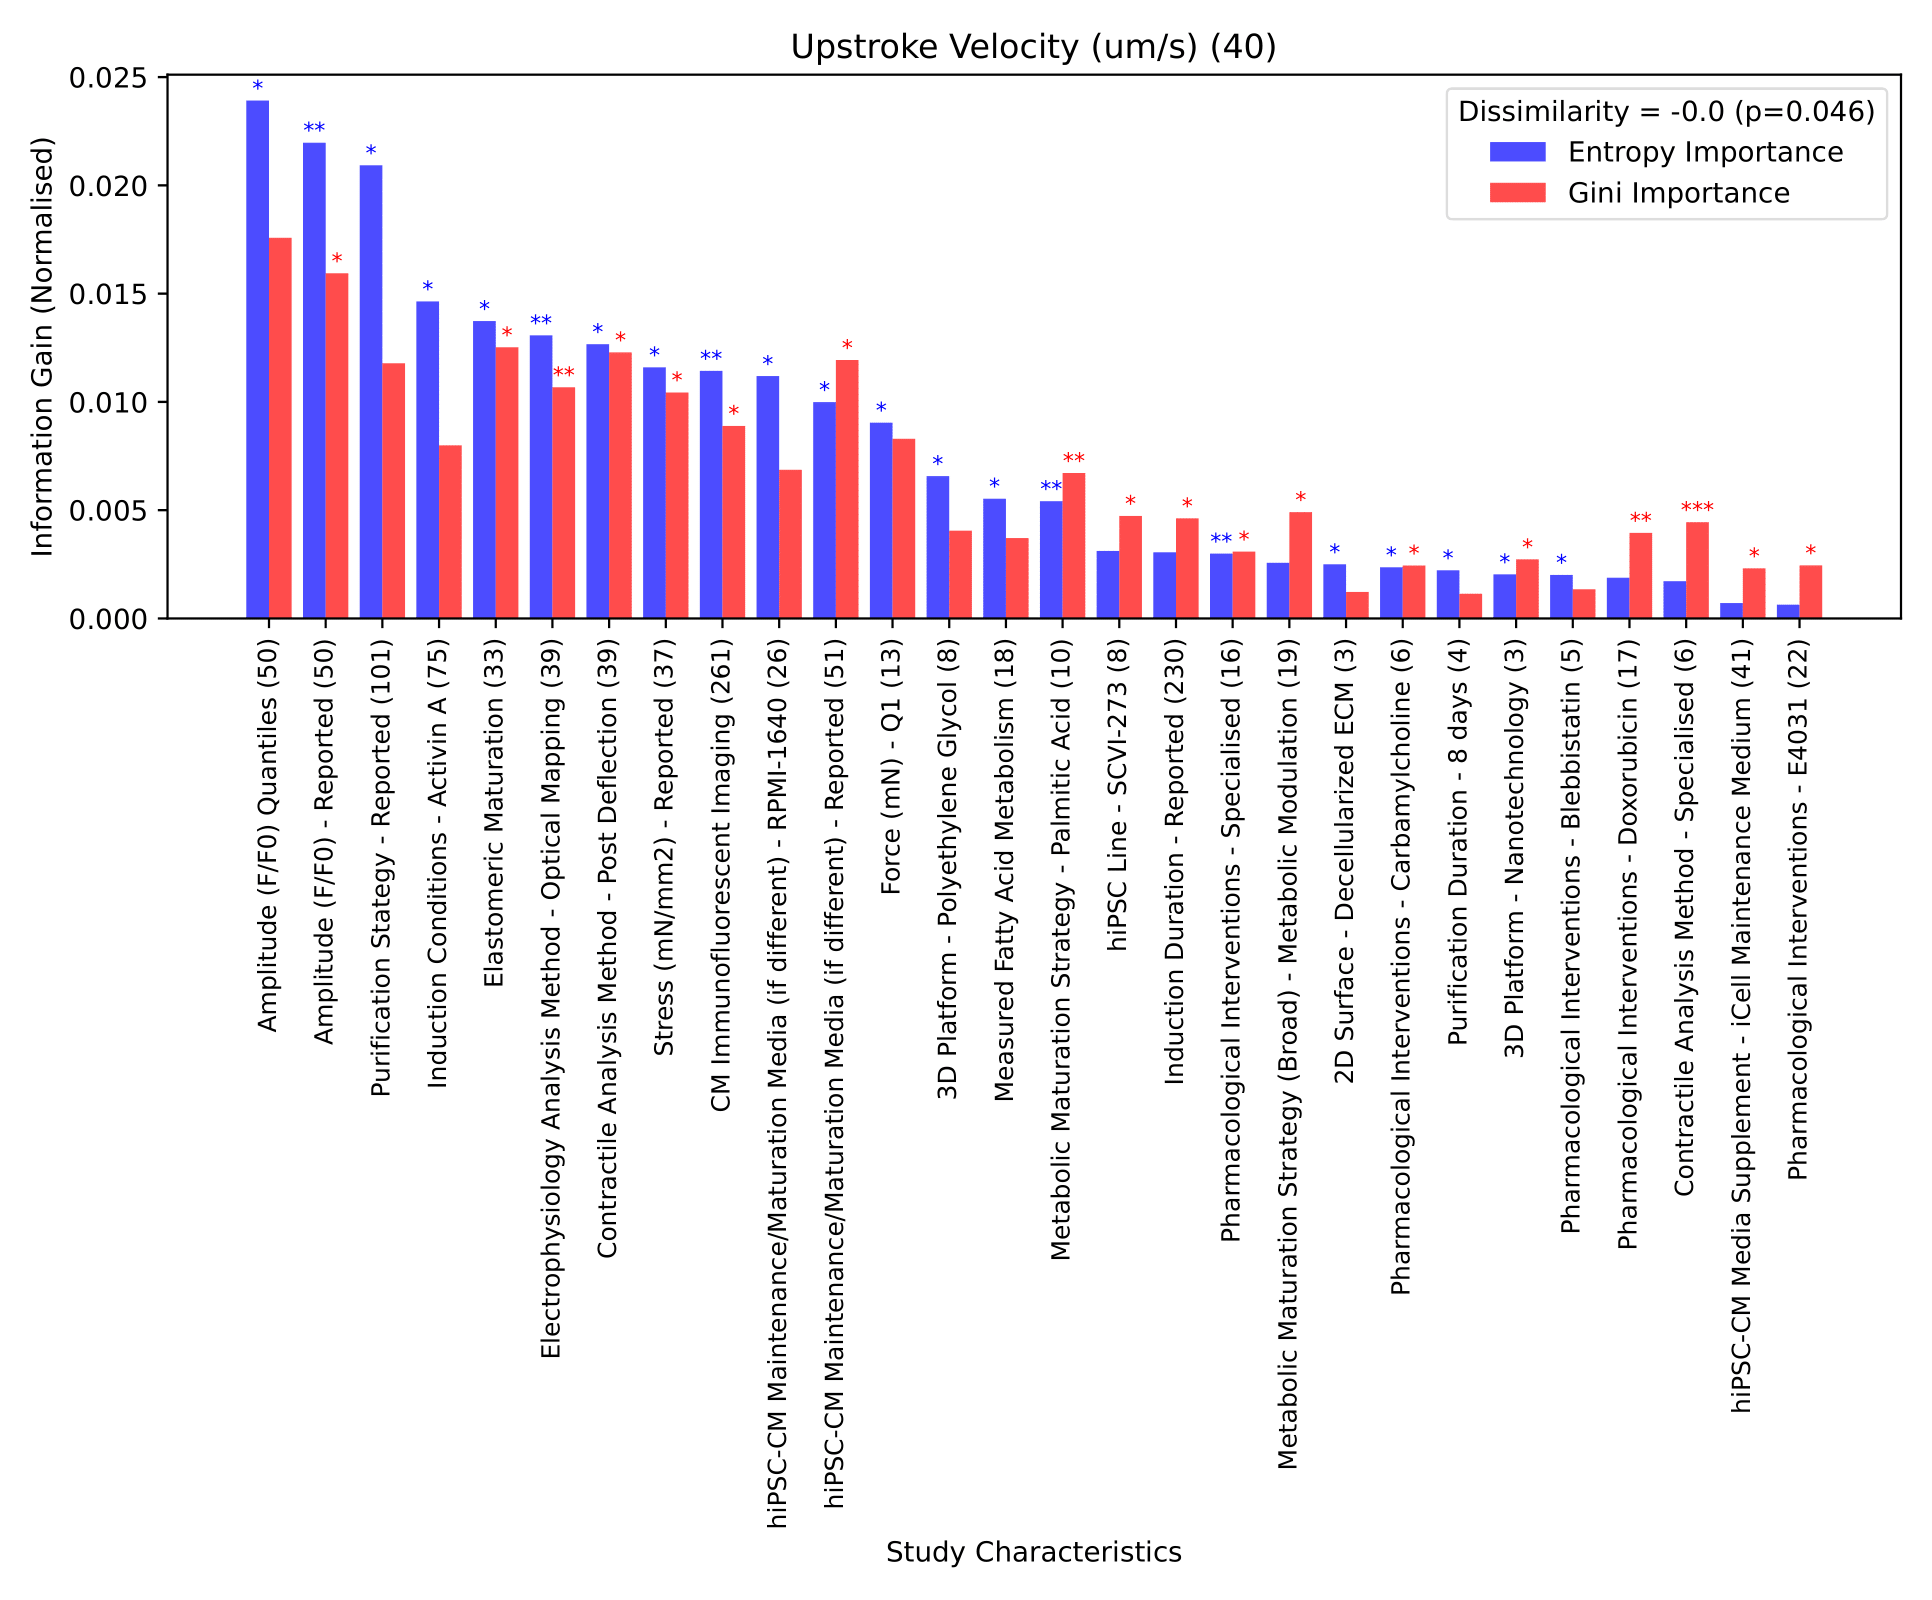 Upstroke Velocity (um/s) (40)
Information Gain (Normalised)
0.025
0.020
0.015
0.010
0.005
0.000
Dissimilarity = -0.0 (p=0.046)
Entropy Importance
Gini Importance
*
**
*
*
*
*
*
**
**
*
*
*
*
**
*
*
*
*
*
*
*
**
**
*
*
**
*
*
*
*
*
*
*
*
*
**
***
*
*
Amplitude (F/F0) Quantiles (50)
Amplitude (F/F0) - Reported (50)
Purification Stategy - Reported (101)
Induction Conditions - Activin A (75)
Elastomeric Maturation (33)
Electrophysiology Analysis Method - Optical Mapping (39)
Contractile Analysis Method - Post Deflection (39)
Stress (mN/mm2) - Reported (37)
CM Immunofluorescent Imaging (261)
hiPSC-CM Maintenance/Maturation Media (if different) - RPMI-1640 (26)
hiPSC-CM Maintenance/Maturation Media (if different) - Reported (51)
Force (mN) - Q1 (13)
3D Platform - Polyethylene Glycol (8)
Measured Fatty Acid Metabolism (18)
Metabolic Maturation Strategy - Palmitic Acid (10)
hiPSC Line - SCVI-273 (8)
Induction Duration - Reported (230)
Pharmacological Interventions - Specialised (16)
Metabolic Maturation Strategy (Broad) - Metabolic Modulation (19)
2D Surface - Decellularized ECM (3)
Pharmacological Interventions - Carbamylcholine (6)
Purification Duration - 8 days (4)
3D Platform - Nanotechnology (3)
Pharmacological Interventions - Blebbistatin (5)
Pharmacological Interventions - Doxorubicin (17)
Contractile Analysis Method - Specialised (6)
hiPSC-CM Media Supplement - iCell Maintenance Medium (41)
Pharmacological Interventions - E4031 (22)
Study Characteristics